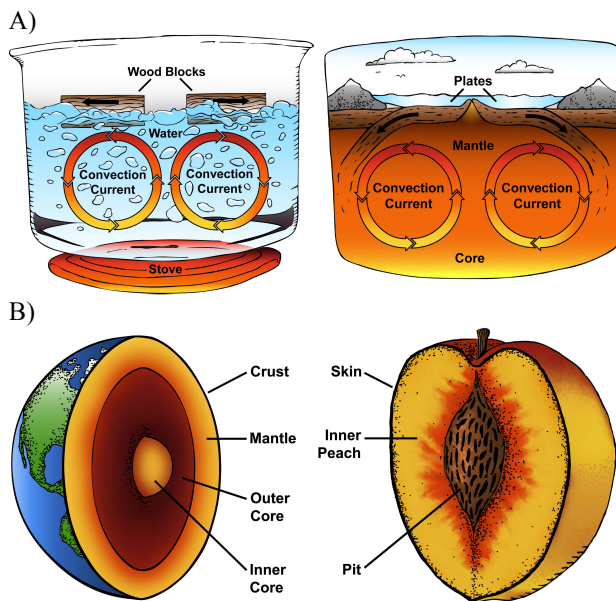 A)
Wood Blocks
Water
Convection
Current
Convection
Current
Stove
Plates
Mantle
Convection
Current
Convection
Current
Core
B)
Crust
Mantle
Outer
Core
Inner
Core
Skin
Inner
Peach
Pit